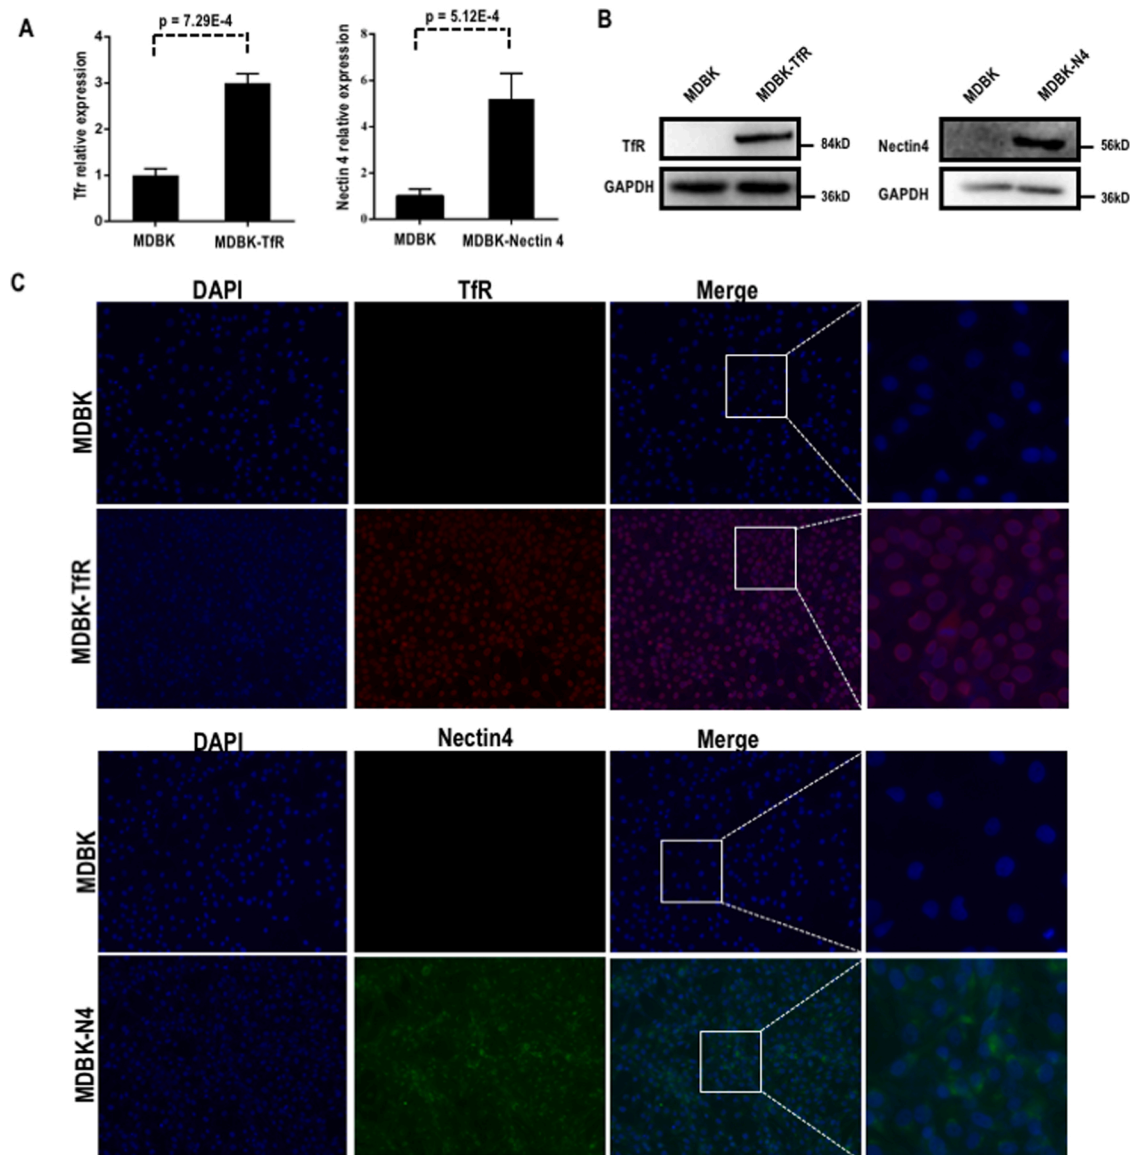 A
p = 7.29E-4
Tfr relative expression
4
3
2
1
0
MDBK
MDBK-TfR
p = 5.12E-4
Nectin 4 relative expression
8
6
4
2
0
MDBK
MDBK-Nectin 4
B
MDBK
MDBK-TfR
TfR
84kD
GAPDH
36kD
MDBK
MDBK-N4
Nectin4
56kD
GAPDH
36kD
C
DAPI
TfR
Merge
MDBK
MDBK-TfR
DAPI
Nectin4
Merge
MDBK
MDBK-N4